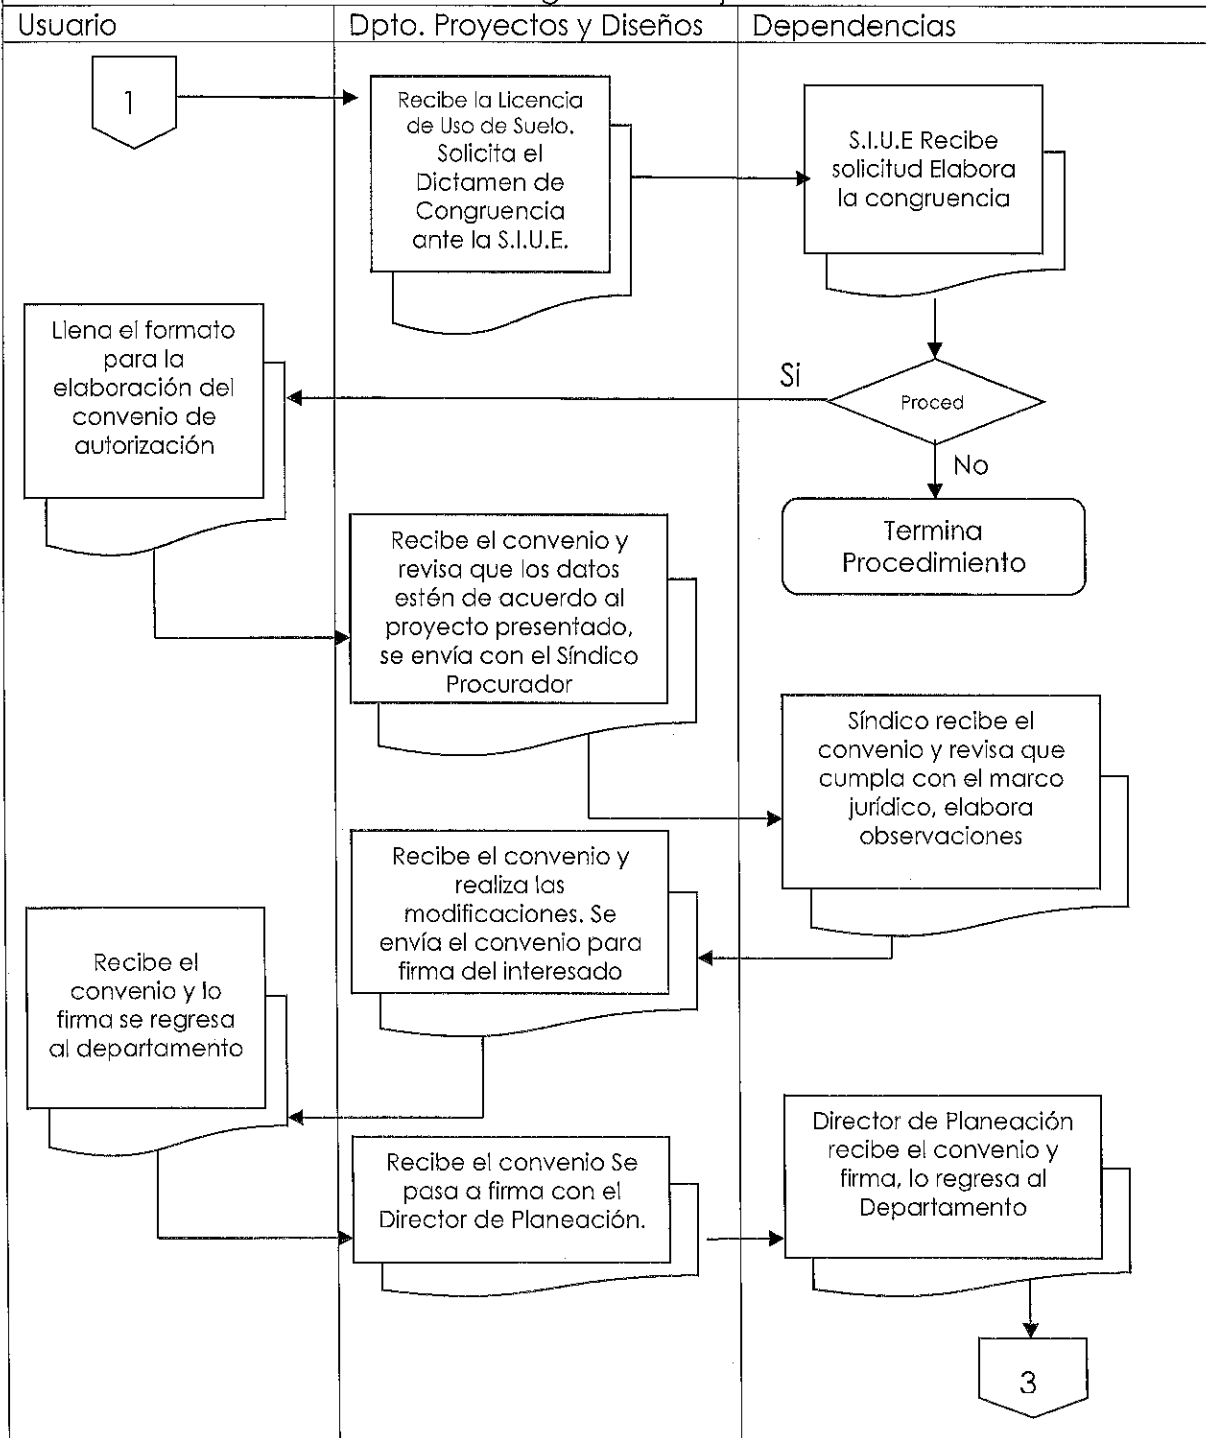 Usuario
Dpto. Proyectos y Diseños
Dependencias
1
Recibe la Licencia
de Uso de Suelo.
Solicita el
Dictamen de
Congruencia
ante la S.I.U.E.
S.I.U.E Recibe
solicitud Elabora
la congruencia
Proced
Si
No
Termina
Procedimiento
Llena el formato
para la
elaboración del
convenio de
autorización
Recibe el convenio y
revisa que los datos
estén de acuerdo al
proyecto presentado,
se envía con el Síndico
Procurador
Síndico recibe el
convenio y revisa que
cumpla con el marco
jurídico, elabora
observaciones
Recibe el convenio y
realiza las
modificaciones. Se
envía el convenio para
firma del interesado
Recibe el
convenio y lo
firma se regresa
al departamento
Recibe el convenio Se
pasa a firma con el
Director de Planeación.
Director de Planeación
recibe el convenio y
firma, lo regresa al
Departamento
3